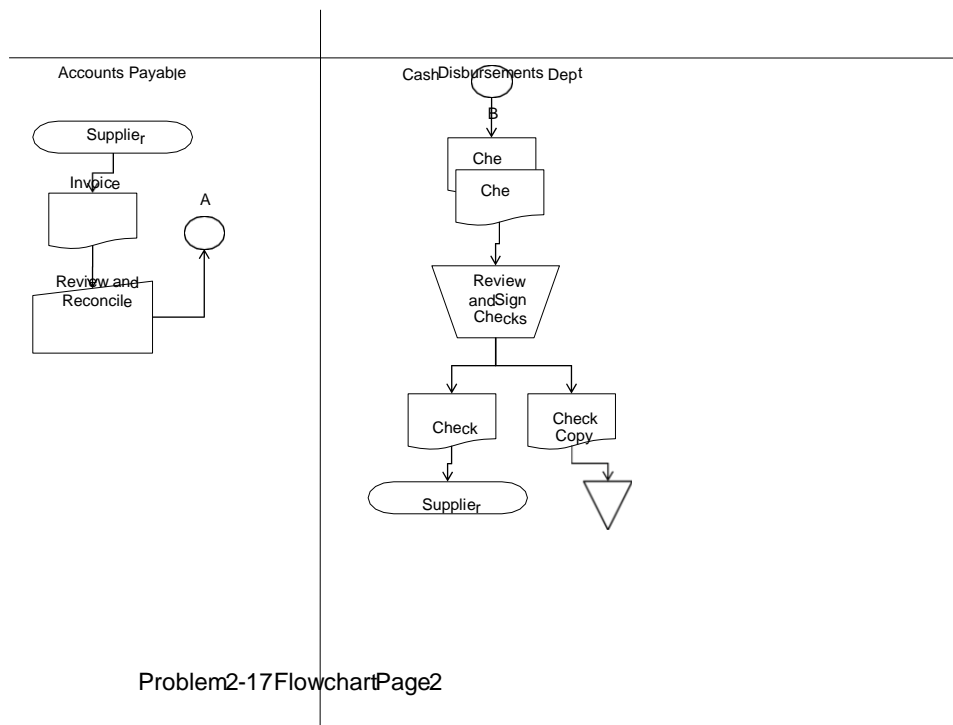 Accounts Payable
Cash Disbursements Dept
Supplier
Invoice
A
Review and
Reconcile
B
Che
Che
Review
and Sign
Checks
Check
Check
Copy
Supplier
Supplier
Problem2-17FlowchartPage2